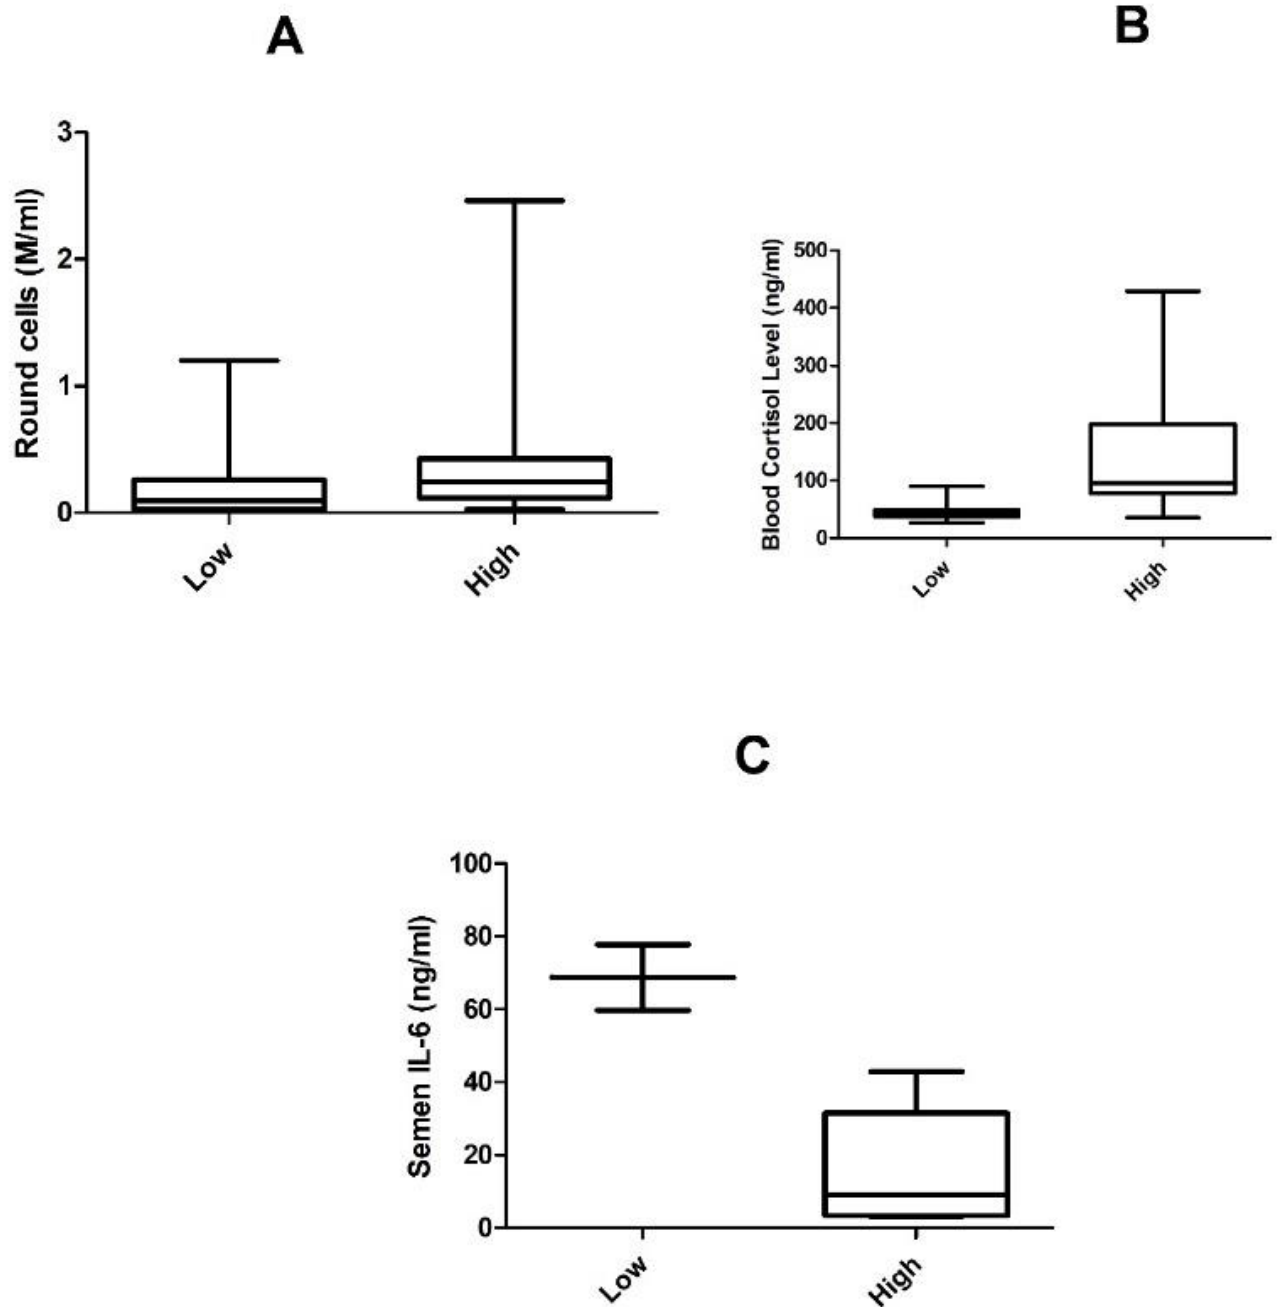 A
Round cells (M/ml)
3
2
1
0
Low
High
B
Blood Cortisol Level (ng/ml)
500
400
300
200
100
0
Low
High
C
Semen IL-6 (ng/ml)
100
80
60
40
20
0
Low
High